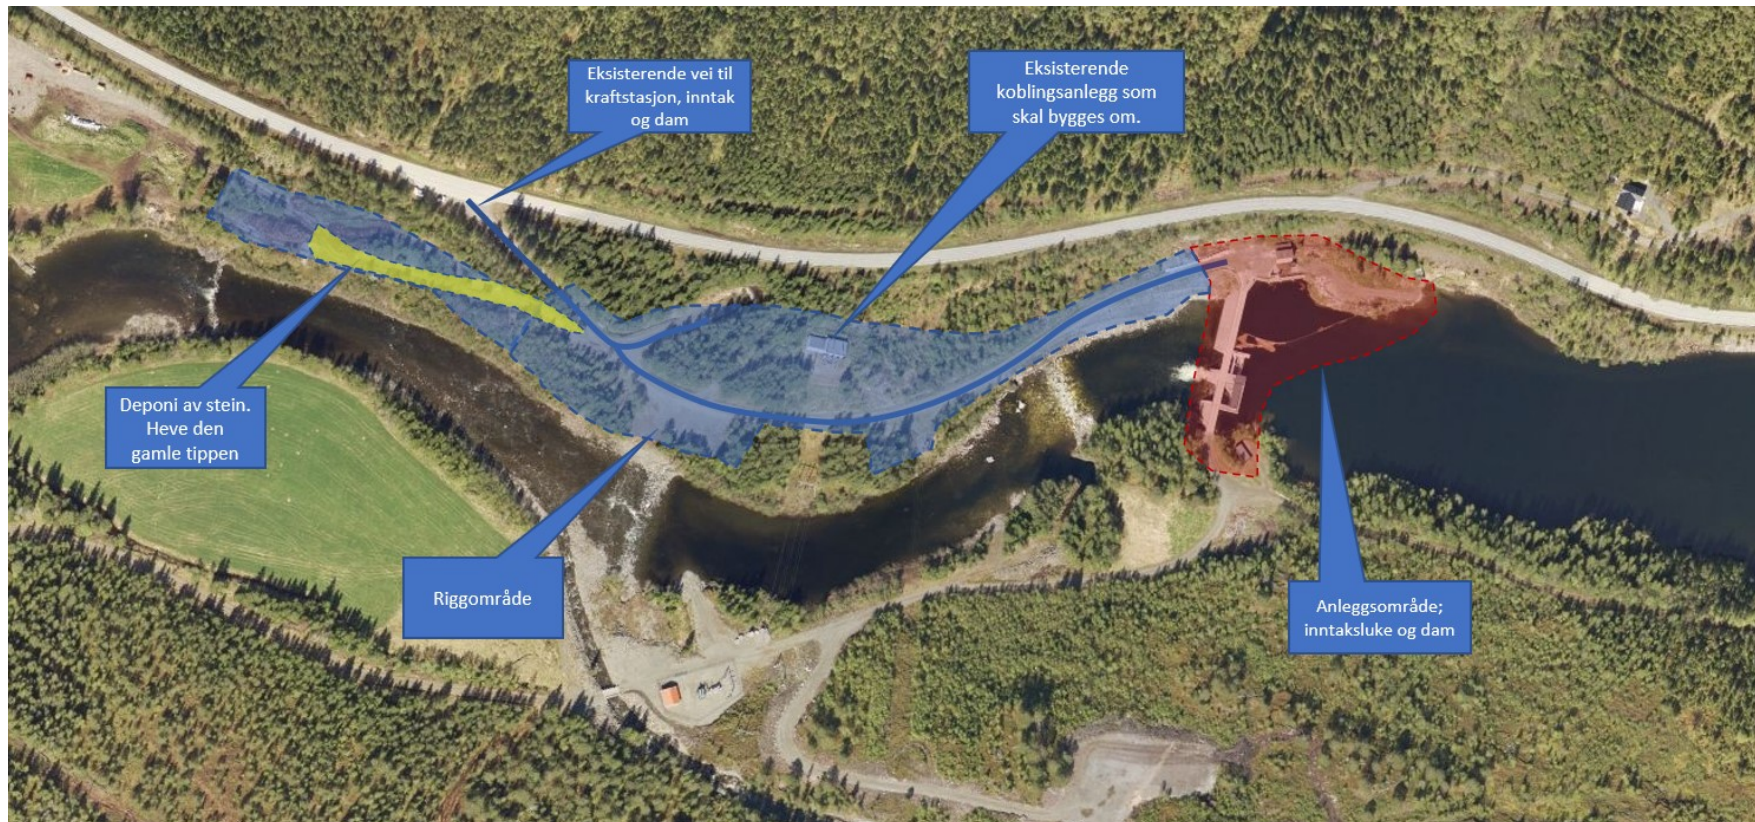 Eksisterende vei til
kraftstasjon, inntak
og dam
Eksisterende
koblingsanlegg som
skal bygges om.
Deponi av stein.
Heve den
gamle tippen
Riggområde
Anleggsområde;
inntaksluke og dam